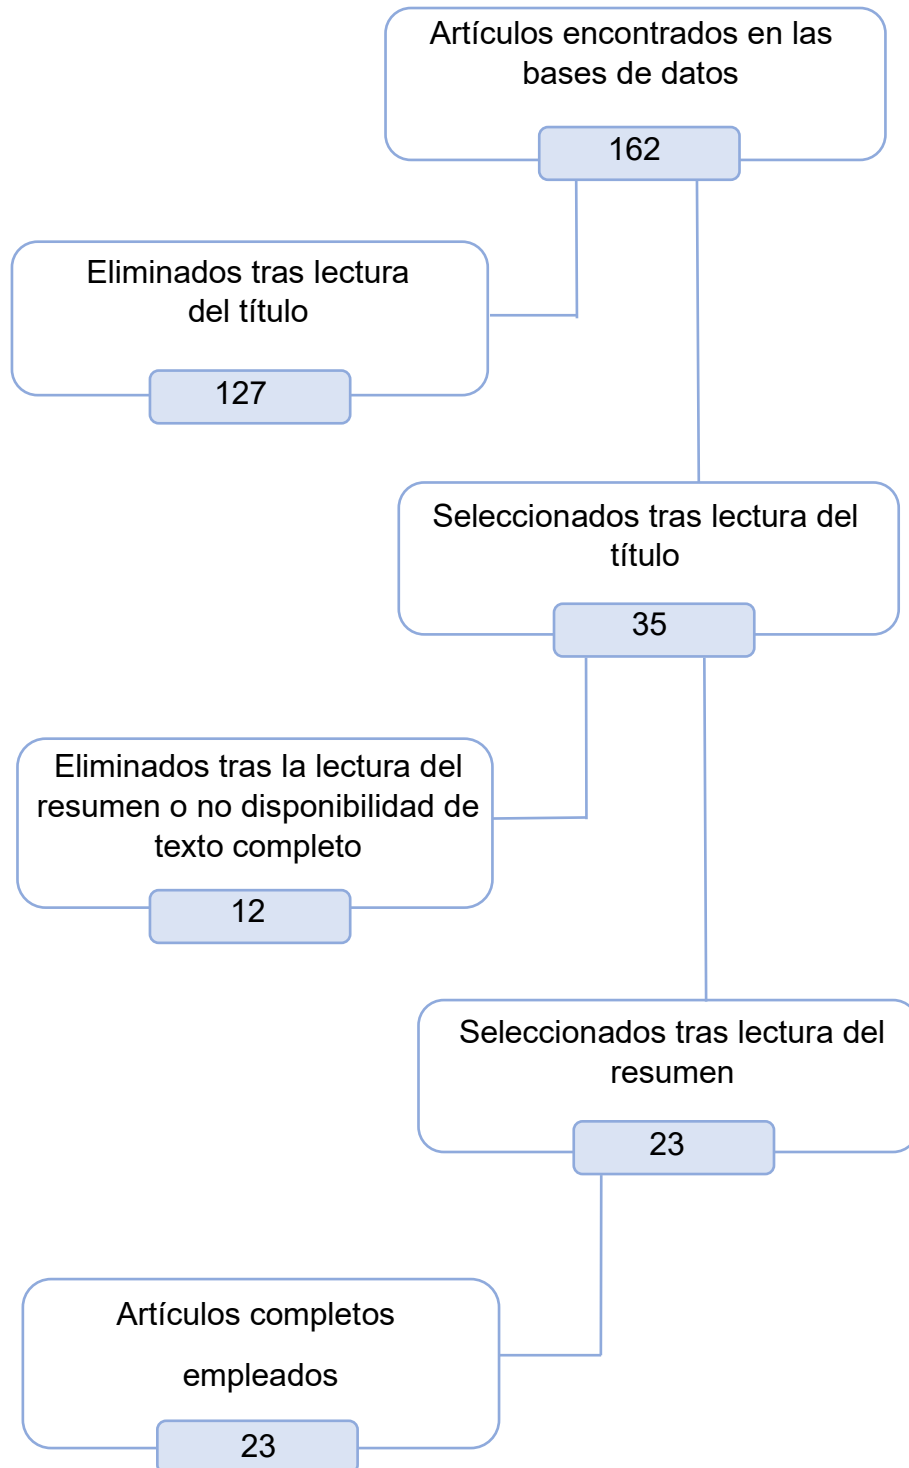 Artículos encontrados en las
bases de datos
162
Eliminados tras lectura
del título
127
Seleccionados tras lectura del
título
35
Eliminados tras la lectura del
resumen o no disponibilidad de
texto completo
12
Seleccionados tras lectura del
resumen
23
Artículos completos
empleados
23